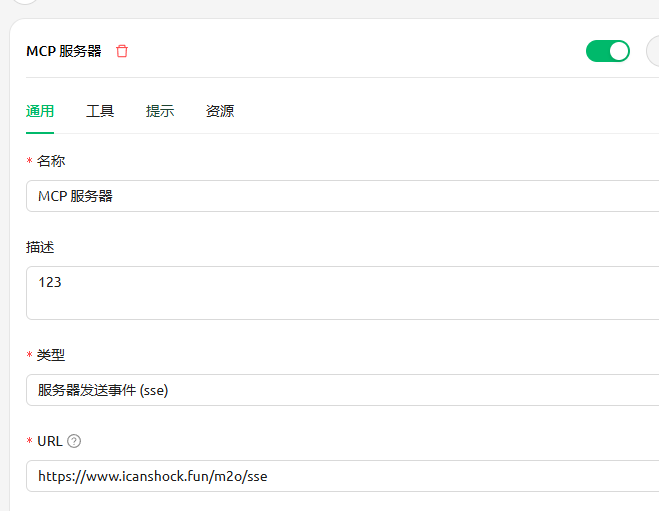 MCP 服务器
通用 工具 提示 资源
* 名称
MCP 服务器
描述
123
* 类型
服务器发送事件 (sse)
* URL ?
https://www.icanshock.fun/m2o/sse